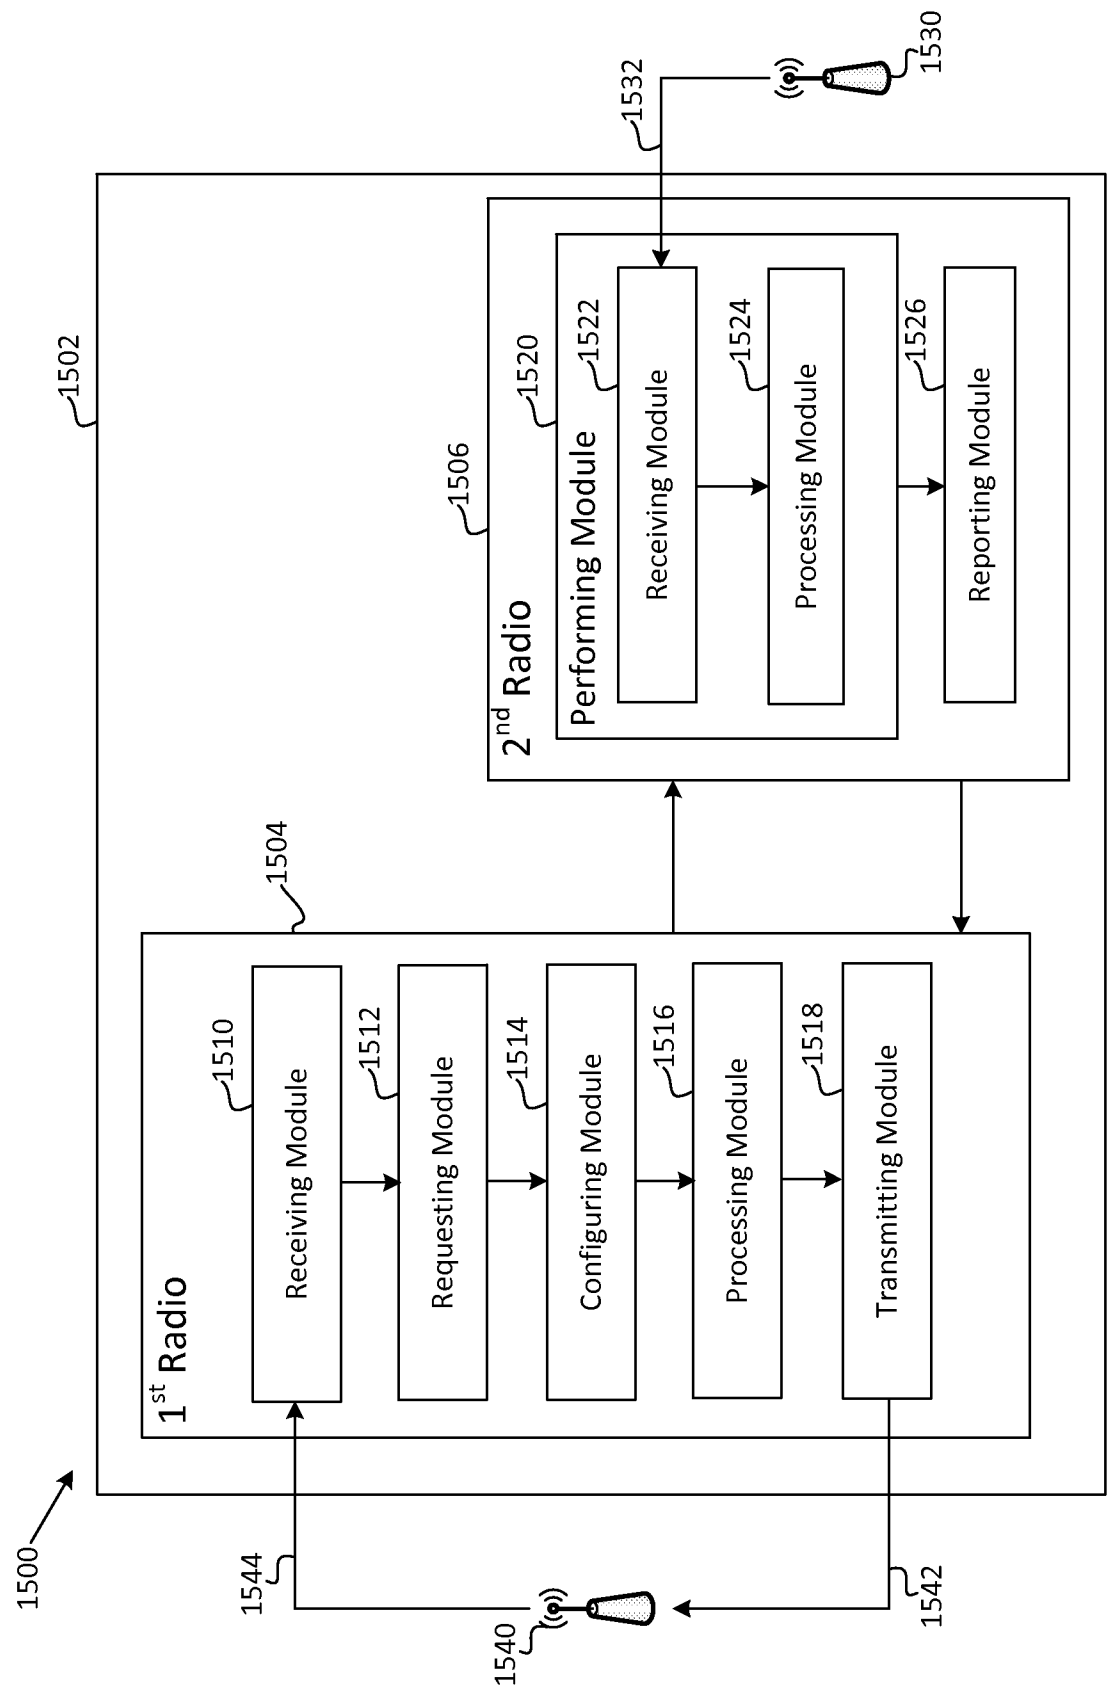 1500
1502
1st Radio
1504
1510
Receiving Module
1512
Requesting Module
1514
Configuring Module
1516
Processing Module
1518
Transmitting Module
1544
1540
1542
2nd Radio
1506
Performing Module
1520
1522
Receiving Module
1524
Processing Module
1526
Reporting Module
1532
1530